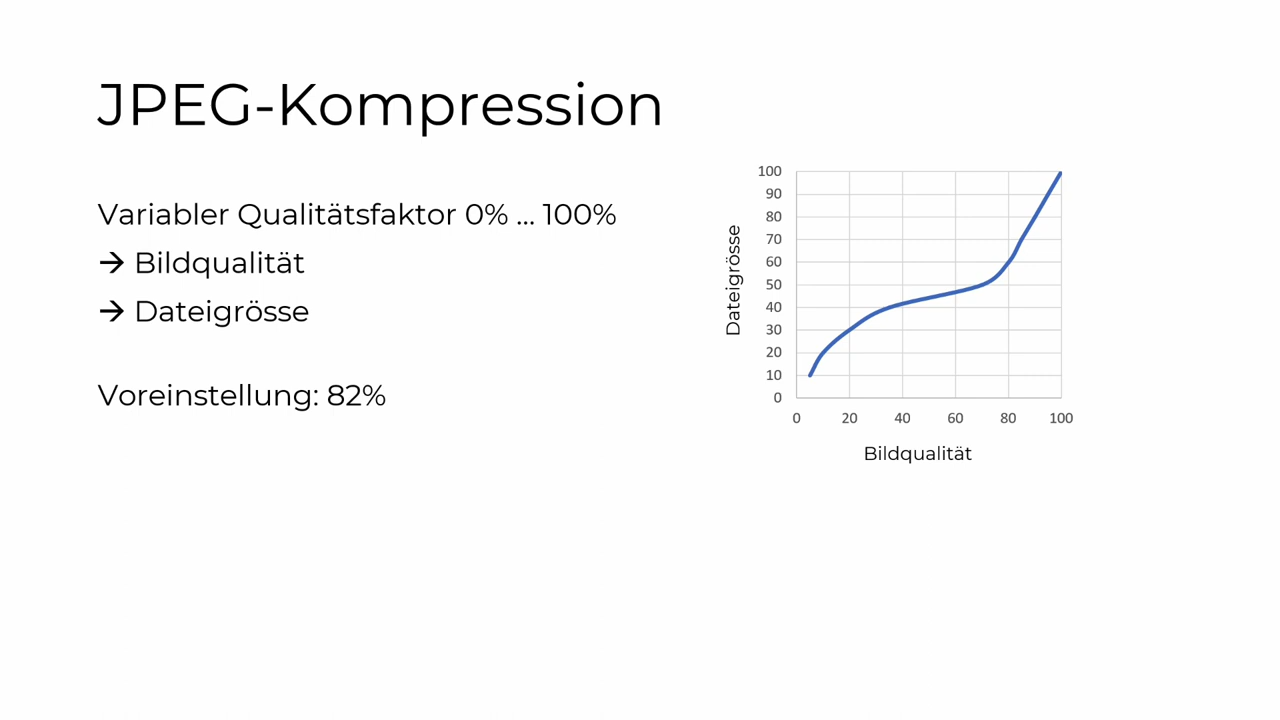 JPEG-Kompression
Variabler Qualitätsfaktor 0% ... 100%
→ Bildqualität
→ Dateigrösse
Voreinstellung: 82%
Dateigrösse
100
90
80
70
60
50
40
30
20
10
0
0 20 40 60 80 100
Bildqualität